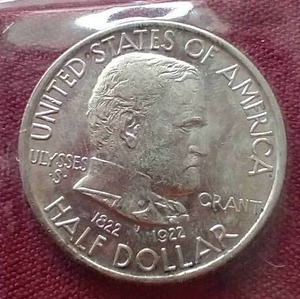 UNITED STATES OF AMERICA
ULYSSES
·S·
GRANT
1822 1922
HALF DOLLAR